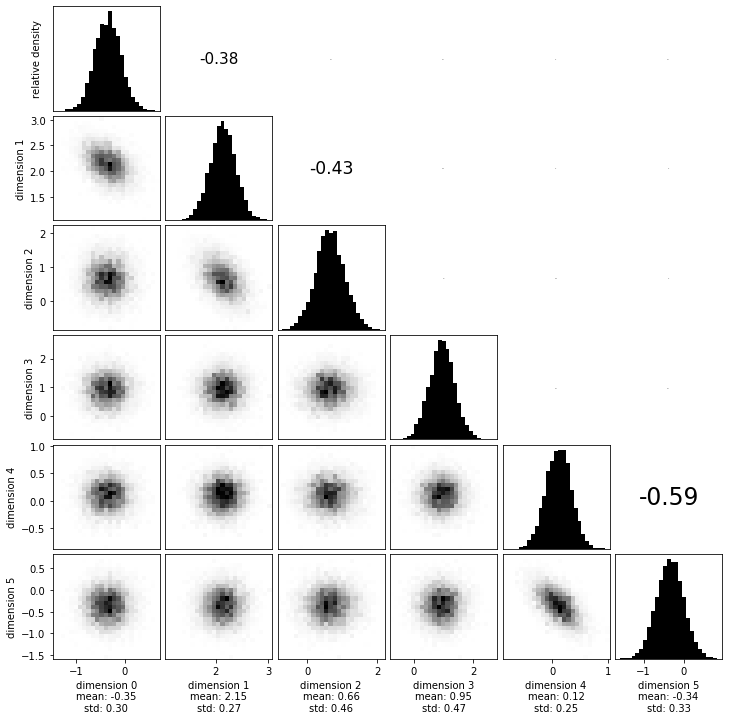 relative density
-0.38
dimension 1
3.0
2.5
2.0
1.5
-0.43
dimension 2
2
1
0
dimension 3
2
1
0
dimension 4
1.0
0.5
0.0
-0.5
-0.59
dimension 5
0.5
0.0
-0.5
-1.0
-1.5
-1 0
2 3
0 2
0 2
0 1
-1 0
dimension 0
mean: -0.35
std: 0.30
dimension 1
mean: 2.15
std: 0.27
dimension 2
mean: 0.66
std: 0.46
dimension 3
mean: 0.95
std: 0.47
dimension 4
mean: 0.12
std: 0.25
dimension 5
mean: -0.34
std: 0.33